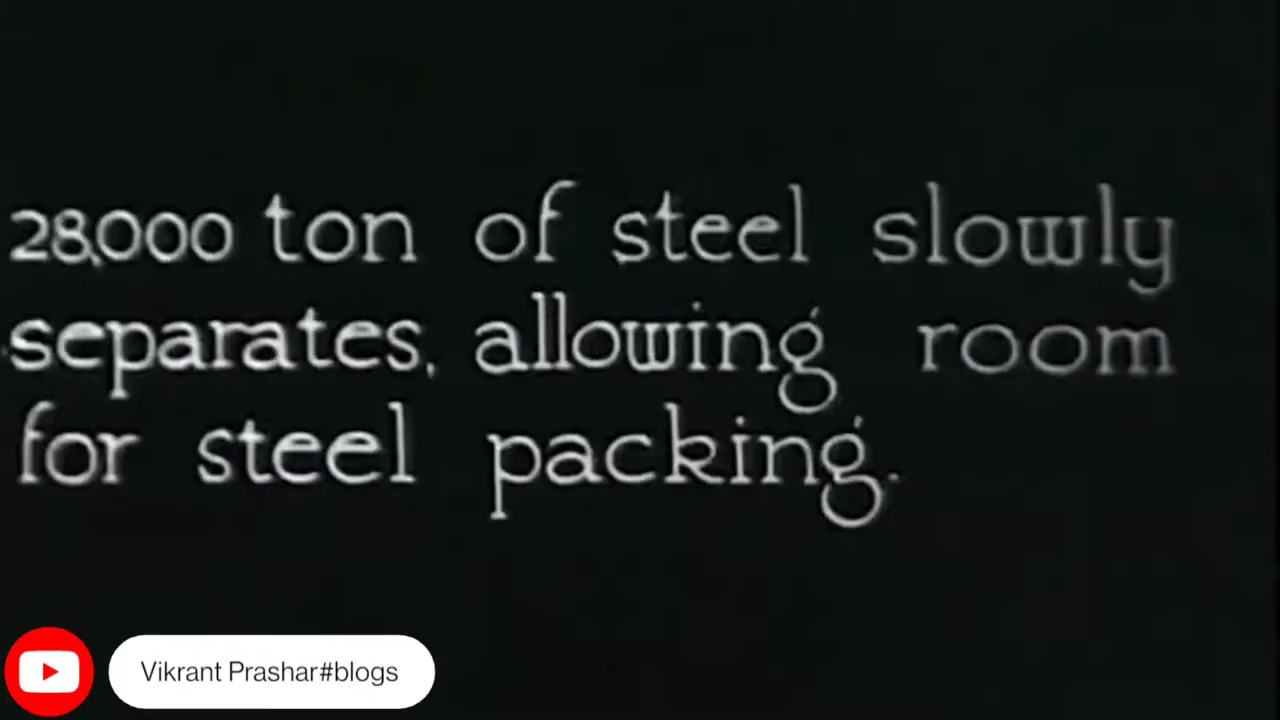 28,000 ton of steel slowly
separates, allowing room
for steel packing.
Vikrant Prashar#blogs